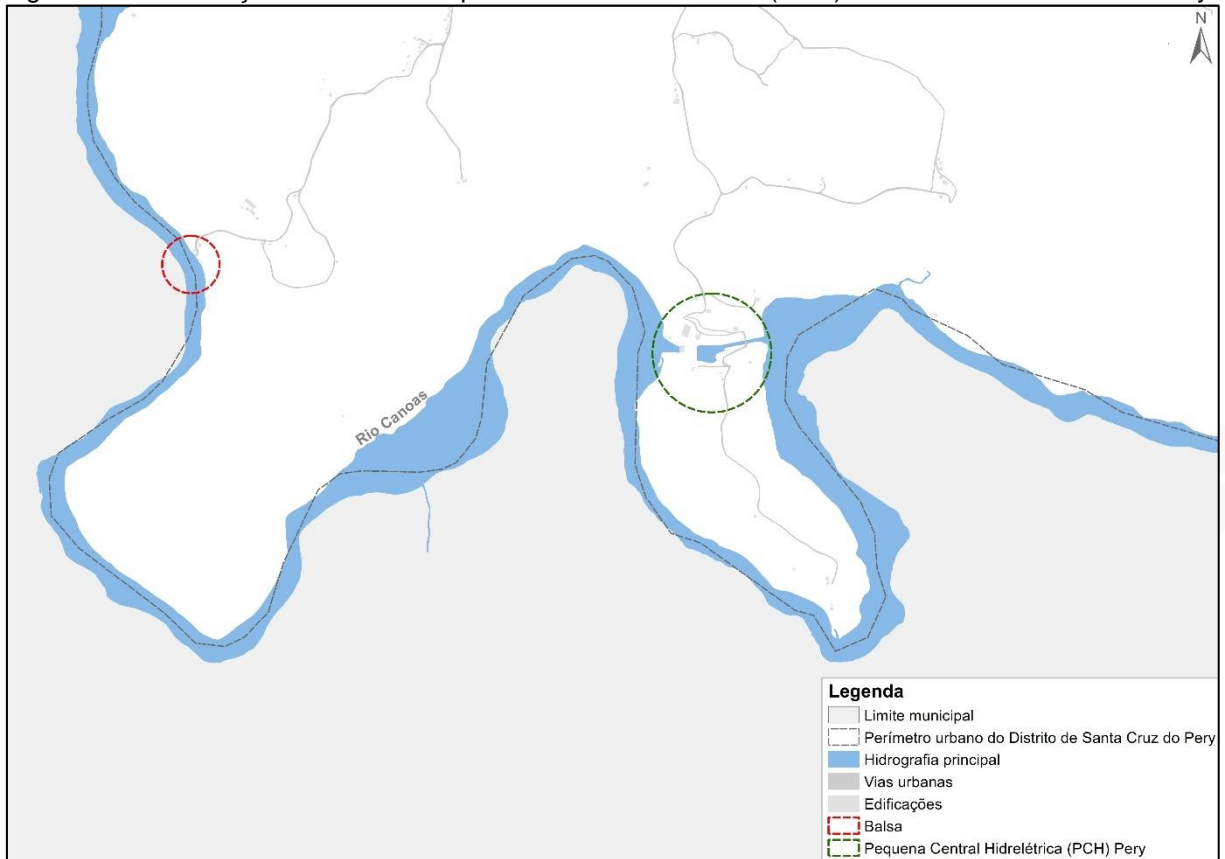 N
Rio Canoas
Legenda
Limite municipal
Perímetro urbano do Distrito de Santa Cruz do Pery
Hidrografia principal
Vias urbanas
Edificações
Balsa
Pequena Central Hidrelétrica (PCH) Pery